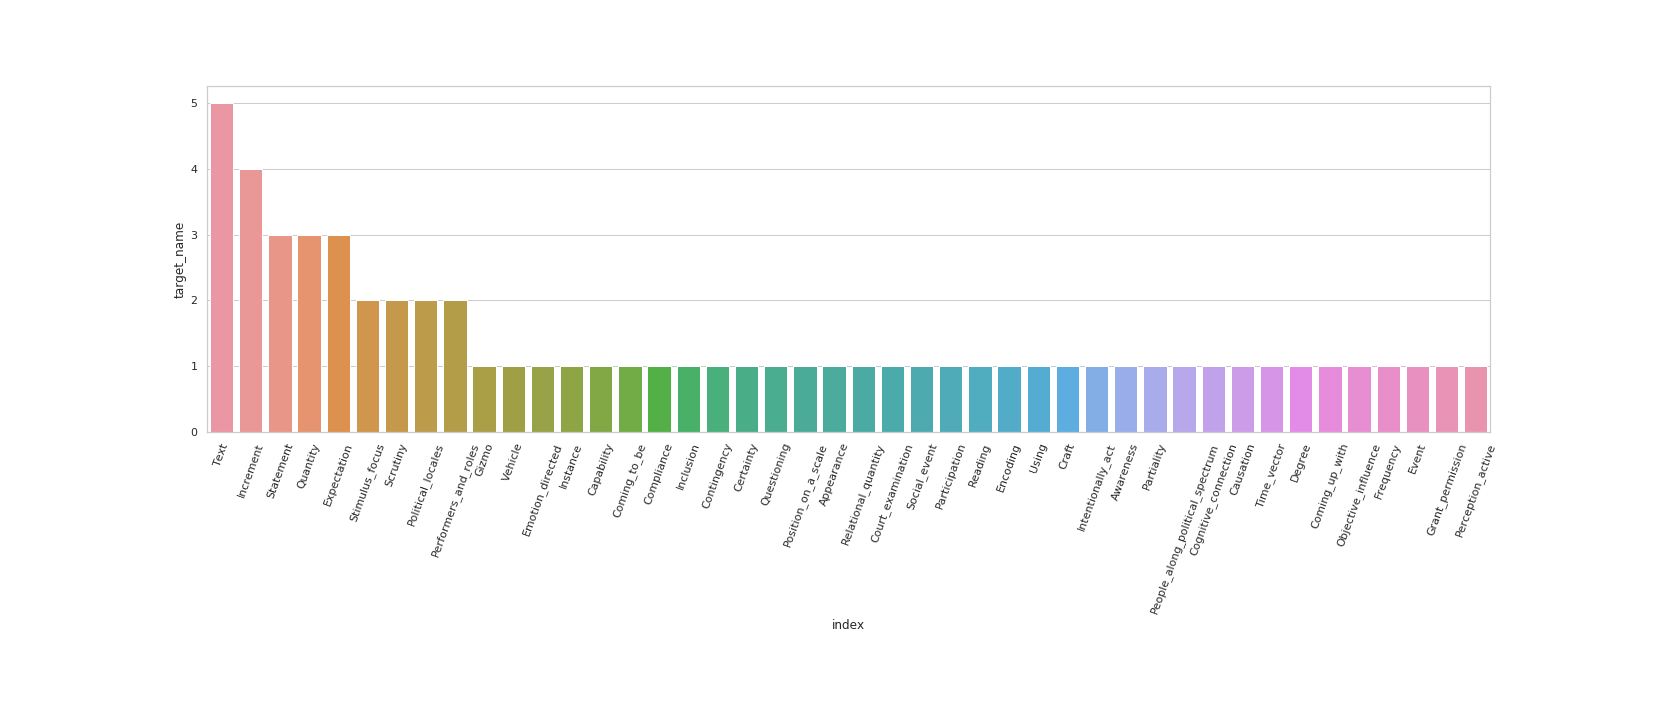 5
4
3
2
1
0
target_name
Text
Increment
Statement
Quantity
Expectation
Stimulus_focus
Scrutiny
Political_locales
Performers_and_roles
Gizmo
Vehicle
Emotion_directed
Instance
Capability
Coming_to_be
Compliance
Inclusion
Contingency
Certainty
Questioning
Position_on_a_scale
Appearance
Relational_quantity
Court_examination
Social_event
Participation
Reading
Encoding
Using
Craft
Intentionally_act
Awareness
Partiality
People_along_political_spectrum
Cognitive_connection
Causation
Time_vector
Degree
Coming_up_with
Objective_influence
Frequency
Event
Grant_permission
Perception_active
index